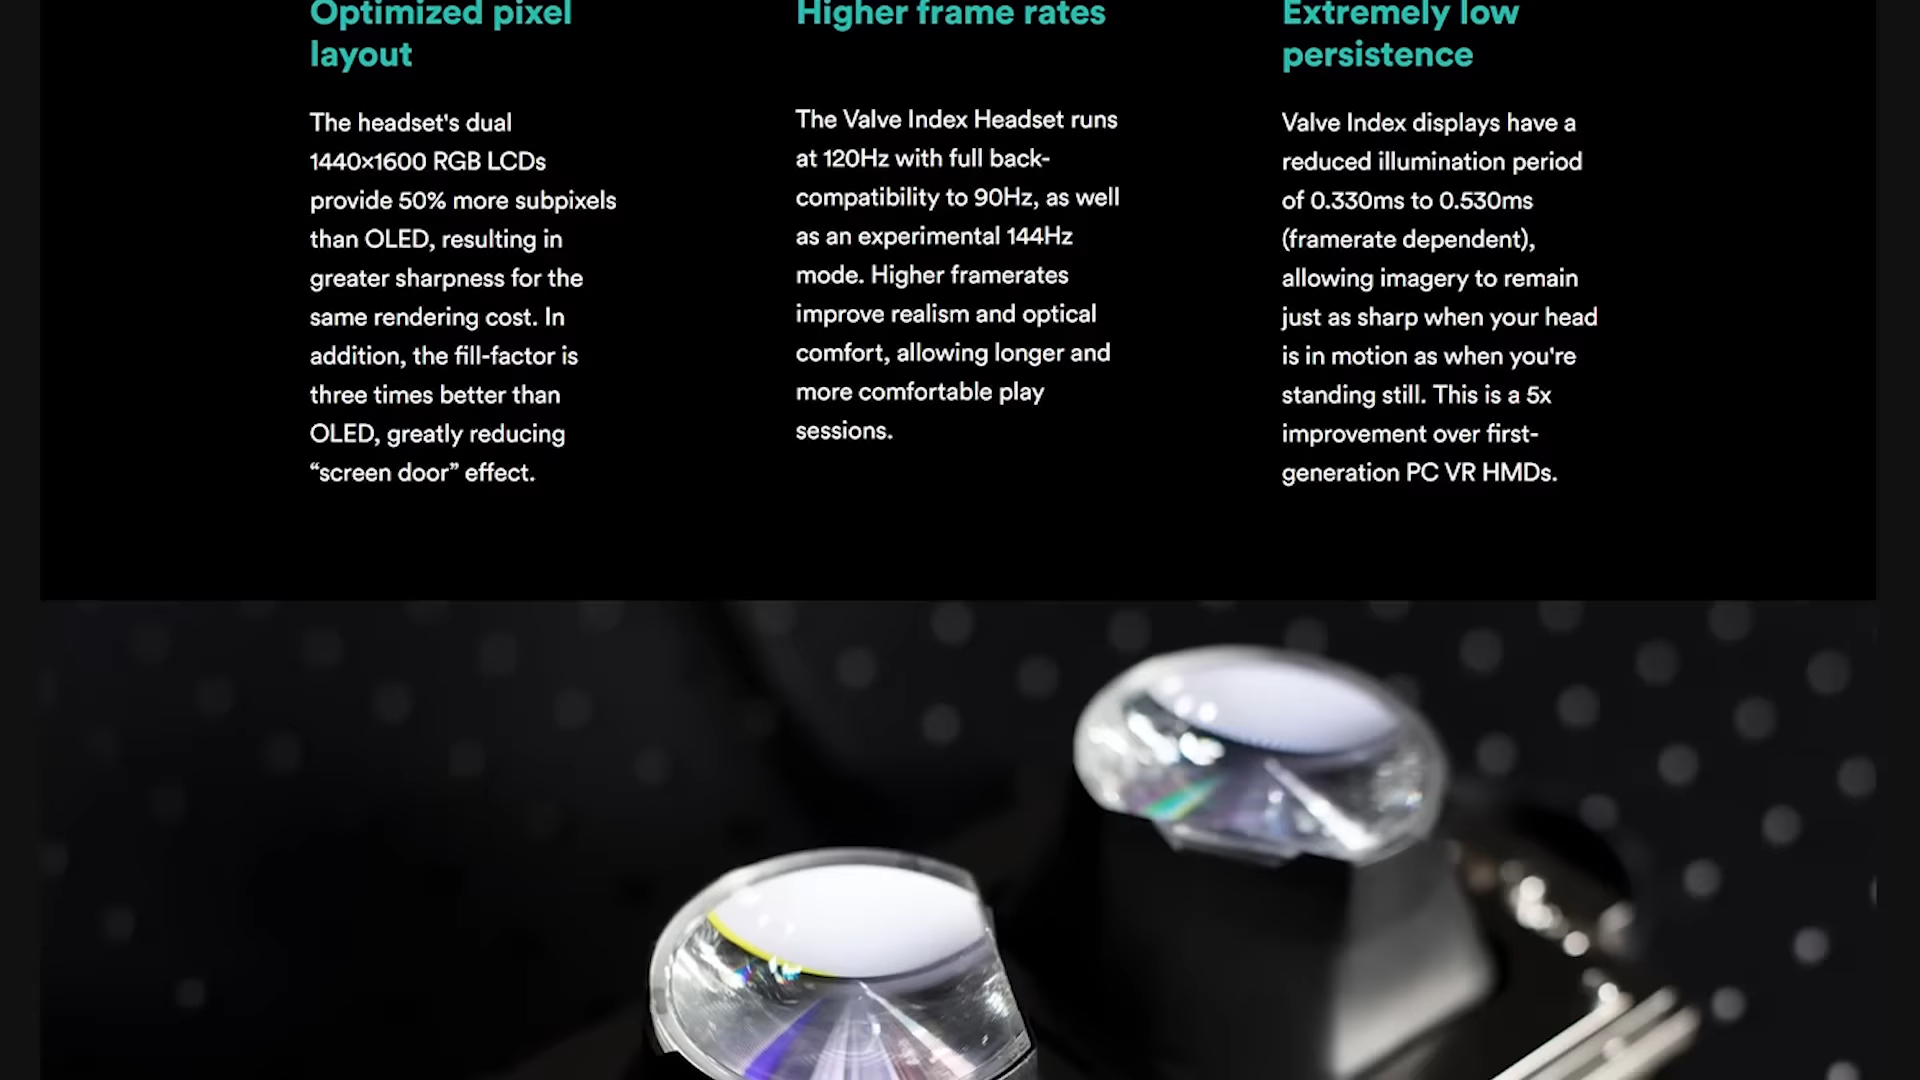 Optimized pixel
layout
The headset's dual
1440×1600 RGB LCDs
provide 50% more subpixels
than OLED, resulting in
greater sharpness for the
same rendering cost. In
addition, the fill-factor is
three times better than
OLED, greatly reducing
“screen door” effect.
Higher frame rates
The Valve Index Headset runs
at 120Hz with full back-
compatibility to 90Hz, as well
as an experimental 144Hz
mode. Higher framerates
improve realism and optical
comfort, allowing longer and
more comfortable play
sessions.
Extremely low
persistence
Valve Index displays have a
reduced illumination period
of 0.330ms to 0.530ms
(framerate dependent),
allowing imagery to remain
just as sharp when your head
is in motion as when you're
standing still. This is a 5x
improvement over first-
generation PC VR HMDs.